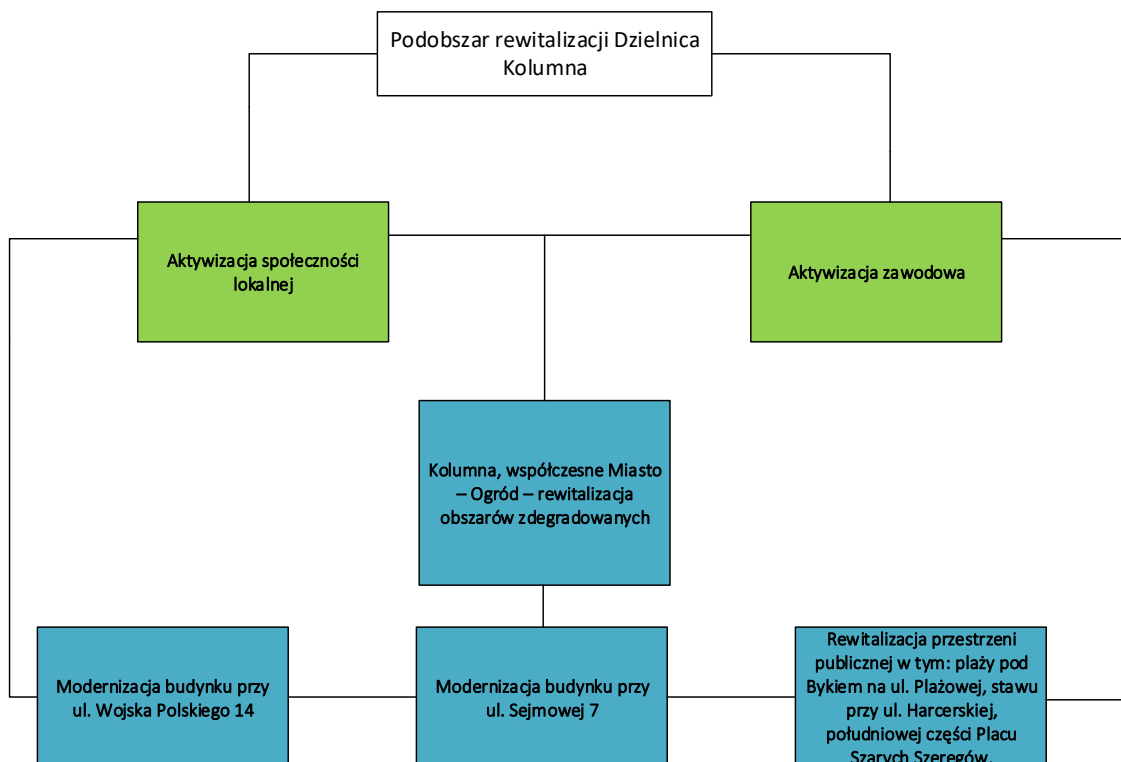 Podobszar rewitalizacji Dzielnica
Kolumna
Aktywizacja społeczności
lokalnej
Aktywizacja zawodowa
Kolumna, współczesne Miasto
– Ogród – rewitalizacja
obszarów zdegradowanych
Modernizacja budynku przy
ul. Wojska Polskiego 14
Modernizacja budynku przy
ul. Sejmowej 7
Rewitalizacja przestrzeni
publicznej w tym: plaży pod
Bykiem na ul. Plażowej, stawu
przy ul. Harcerskiej,
południowej części Placu
Szarych Szeregów.